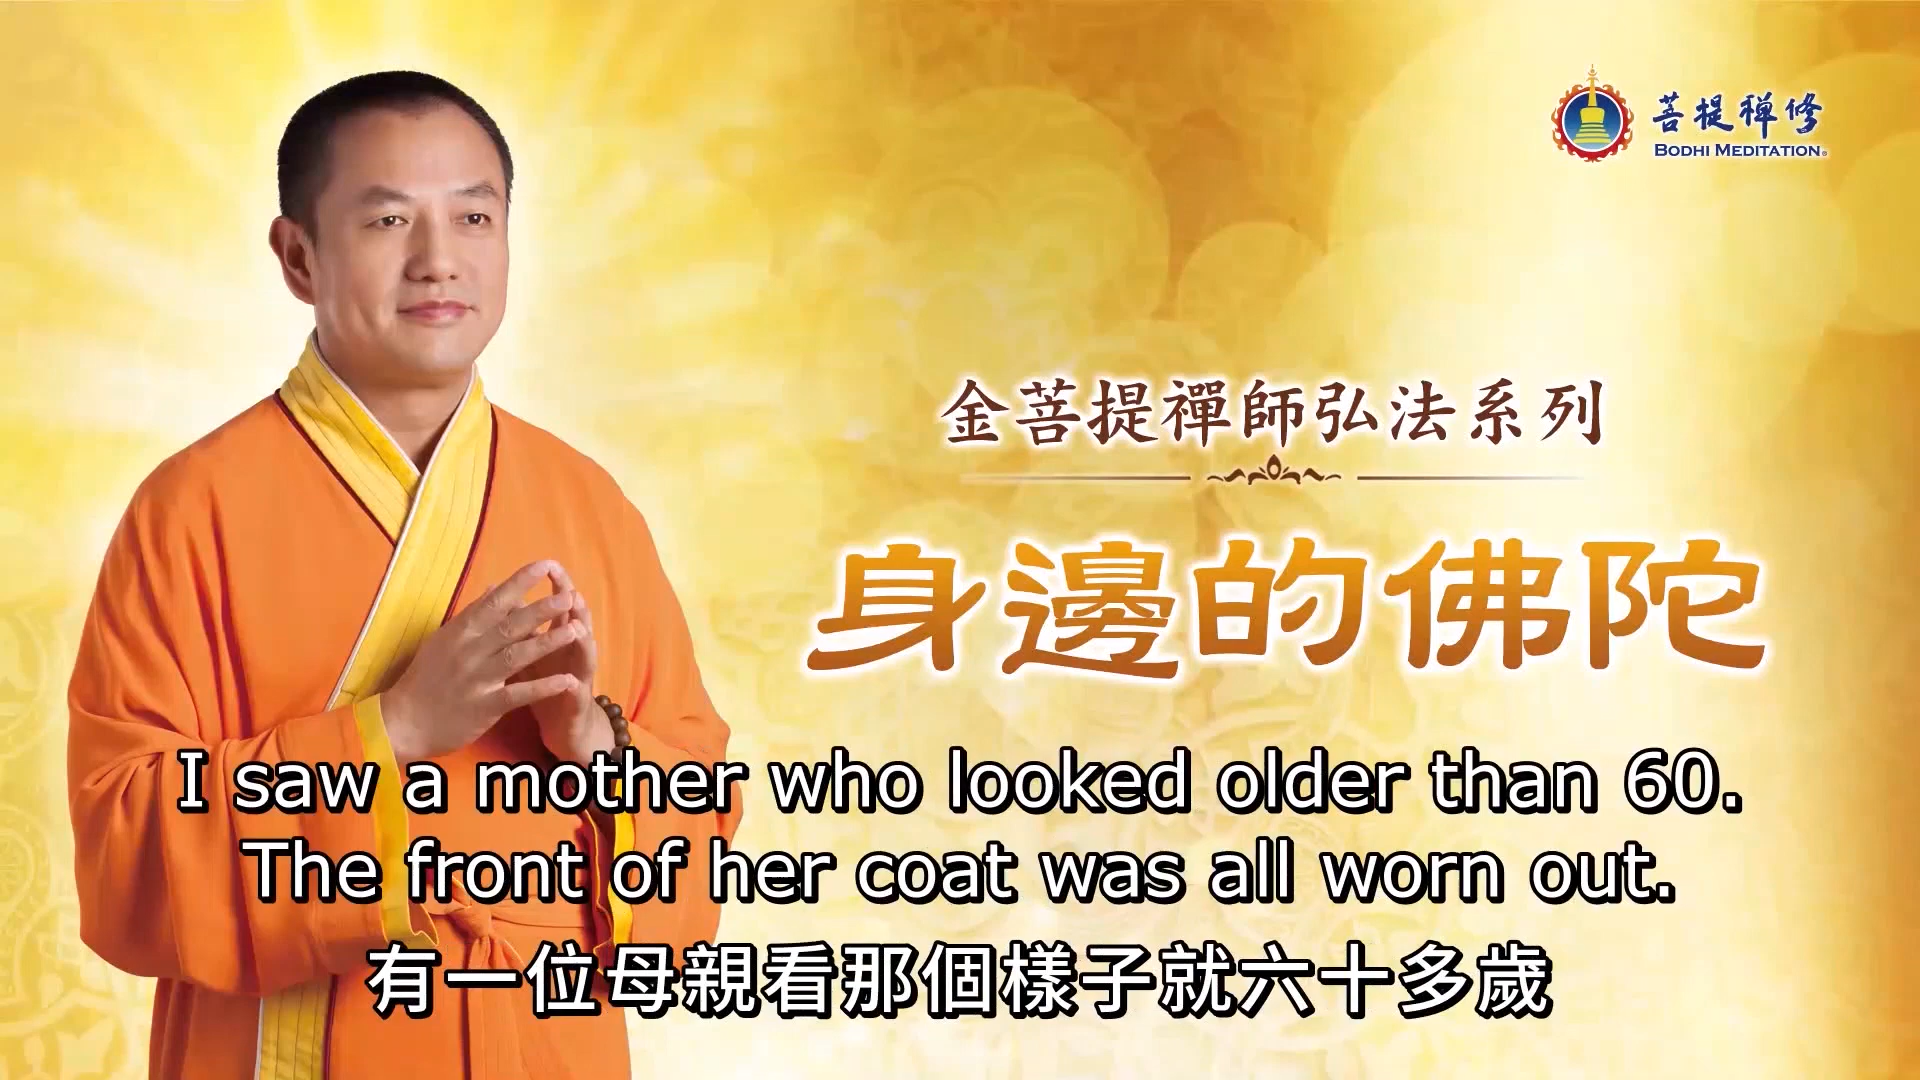 菩提禪修
BODHI MEDITATION®
金菩提禪師弘法系列
身邊的佛陀
I saw a mother who looked older than 60.
The front of her coat was all worn out.
有一位母親看那個樣子就六十多歲